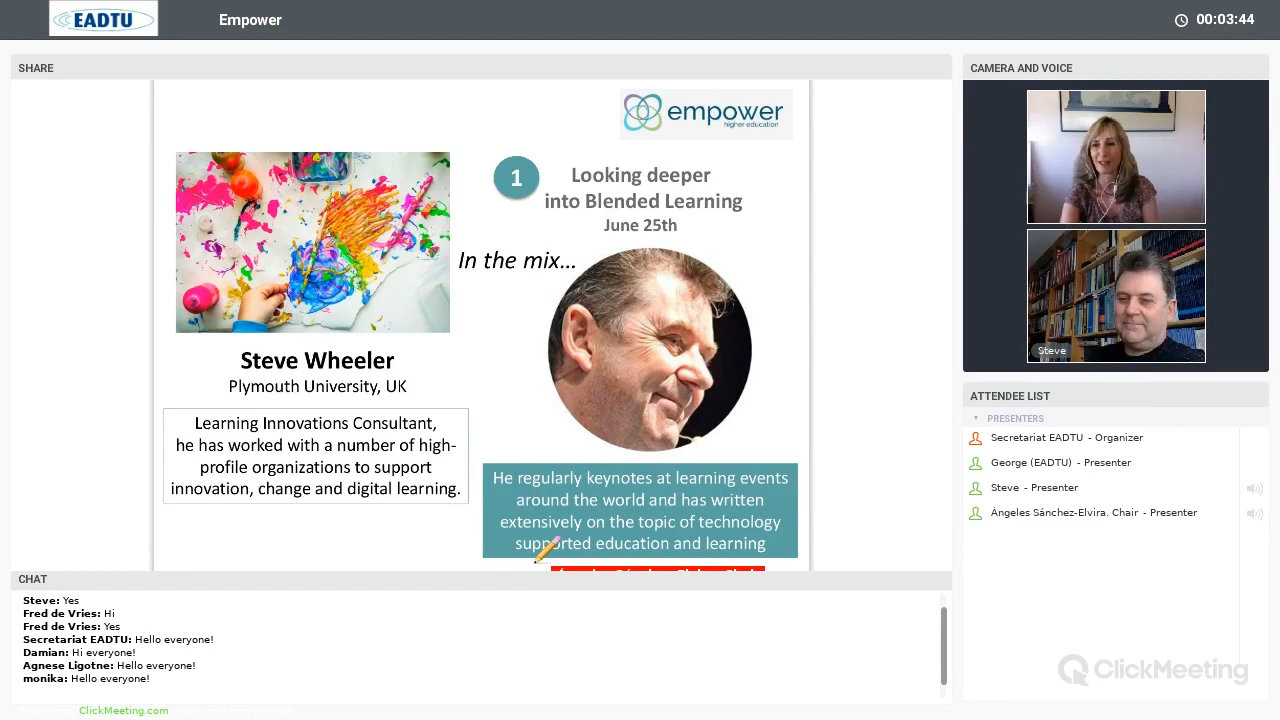 EADTU
Empower
00:03:44
SHARE
empower
higher education
1
Looking deeper
into Blended Learning
June 25th
In the mix...
Steve Wheeler
Plymouth University, UK
Learning Innovations Consultant,
he has worked with a number of high-
profile organizations to support
innovation, change and digital learning.
He regularly keynotes at learning events
around the world and has written
extensively on the topic of technology
supported education and learning
CHAT
Steve: Yes
Fred de Vries: Hi
Fred de Vries: Yes
Secretariat EADTU: Hello everyone!
Damian: Hi everyone!
Agnese Ligotne: Hello everyone!
monika: Hello everyone!
ClickMeeting.com
CAMERA AND VOICE
Steve
ATTENDEE LIST
PRESENTERS
Secretariat EADTU - Organizer
George (EADTU) - Presenter
Steve - Presenter
Ángeles Sánchez-Elvira. Chair - Presenter
ClickMeeting